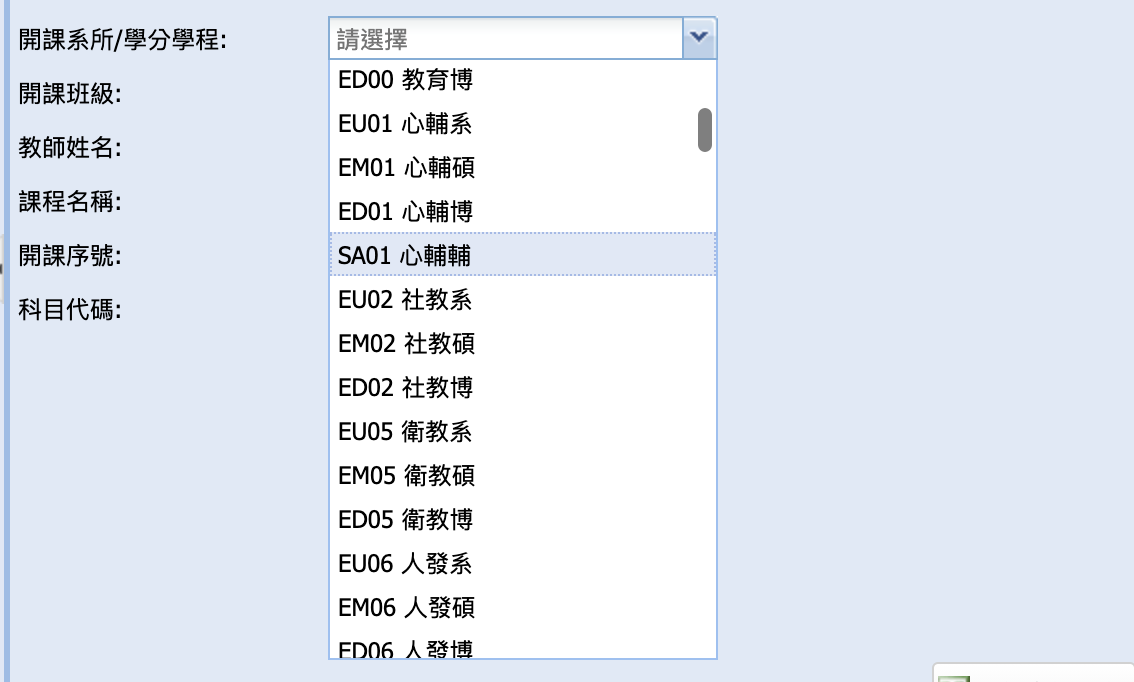 開課系所/學分學程:
請選擇
ED00 教育博
EU01 心輔系
EM01 心輔碩
ED01 心輔博
SA01 心輔輔
EU02 社教系
EM02 社教碩
ED02 社教博
EU05 衛教系
EM05 衛教碩
ED05 衛教博
EU06 人發系
EM06 人發碩
ED06 人發博
開課班級:
教師姓名:
課程名稱:
開課序號:
科目代碼: